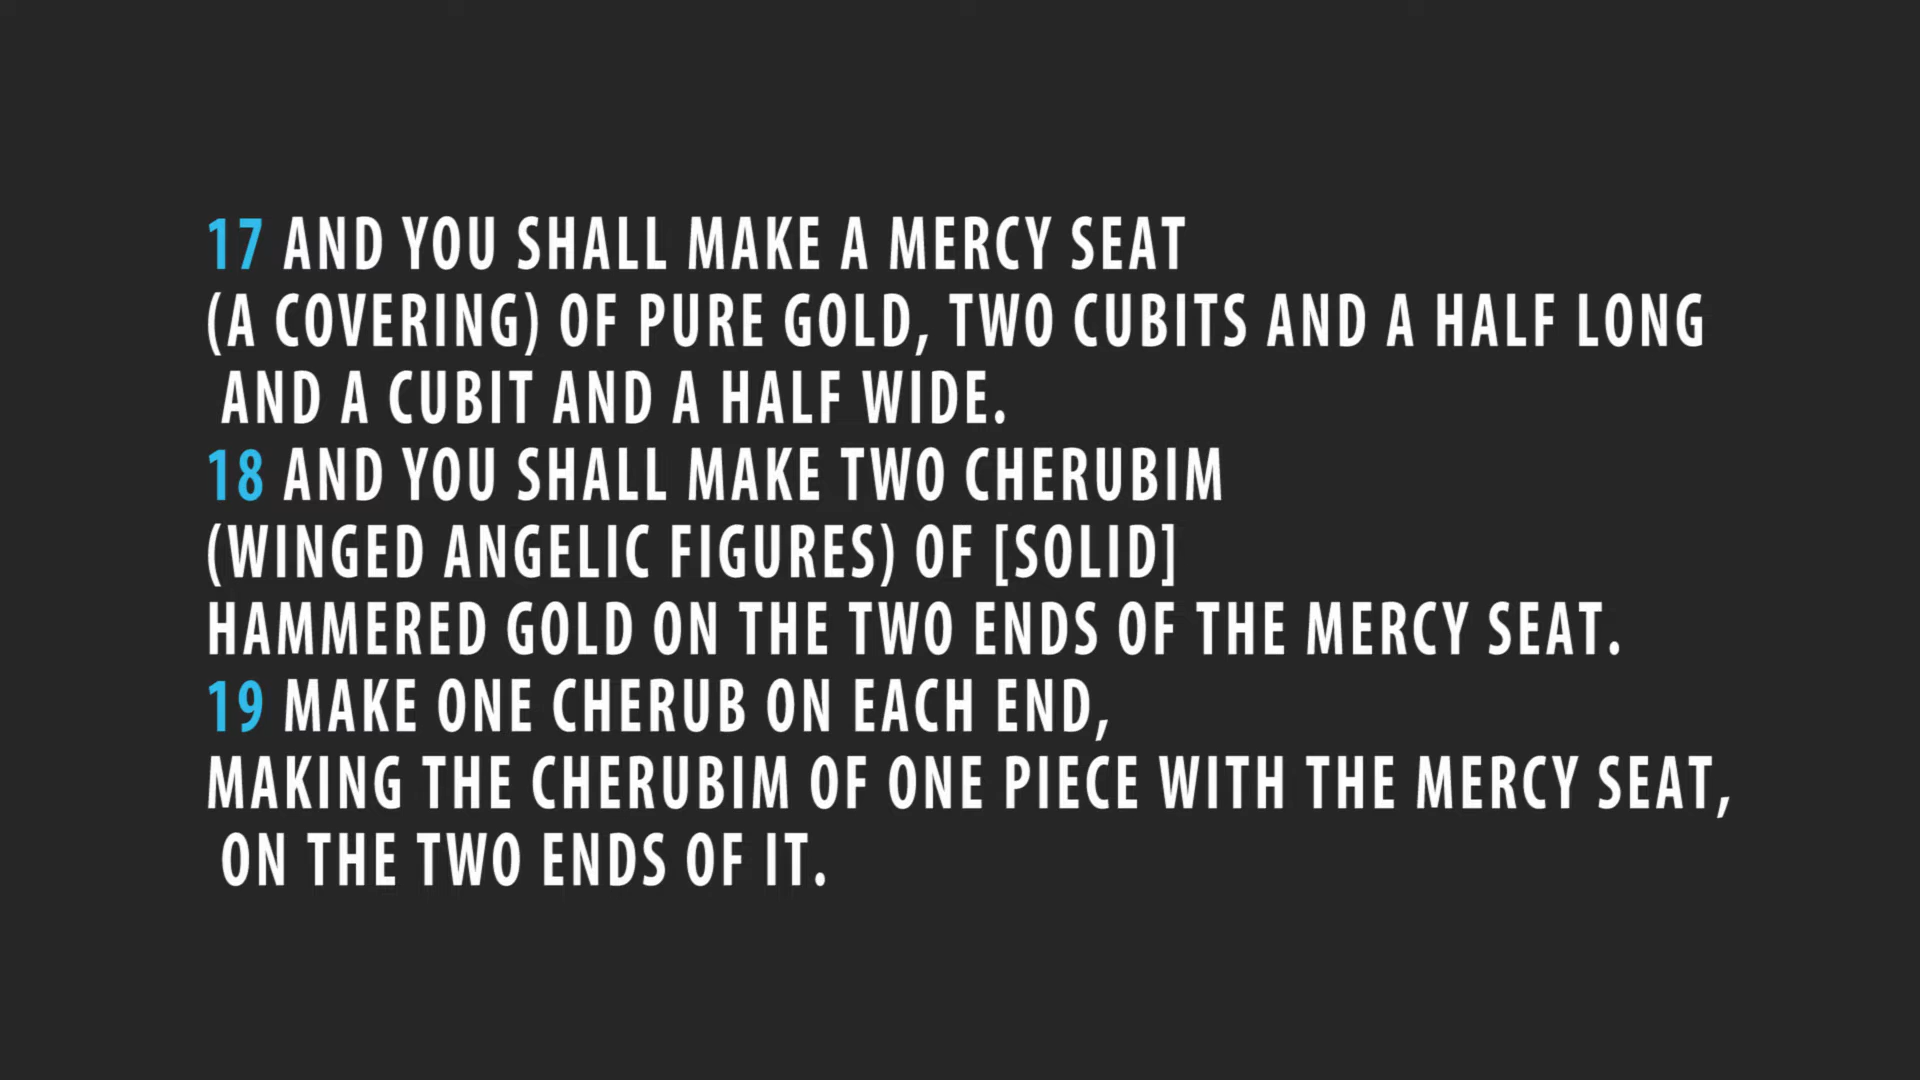 17 AND YOU SHALL MAKE A MERCY SEAT
(A COVERING) OF PURE GOLD, TWO CUBITS AND A HALF LONG
AND A CUBIT AND A HALF WIDE.
18 AND YOU SHALL MAKE TWO CHERUBIM
(WINGED ANGELIC FIGURES) OF [SOLID]
HAMMERED GOLD ON THE TWO ENDS OF THE MERCY SEAT.
19 MAKE ONE CHERUB ON EACH END,
MAKING THE CHERUBIM OF ONE PIECE WITH THE MERCY SEAT,
ON THE TWO ENDS OF IT.